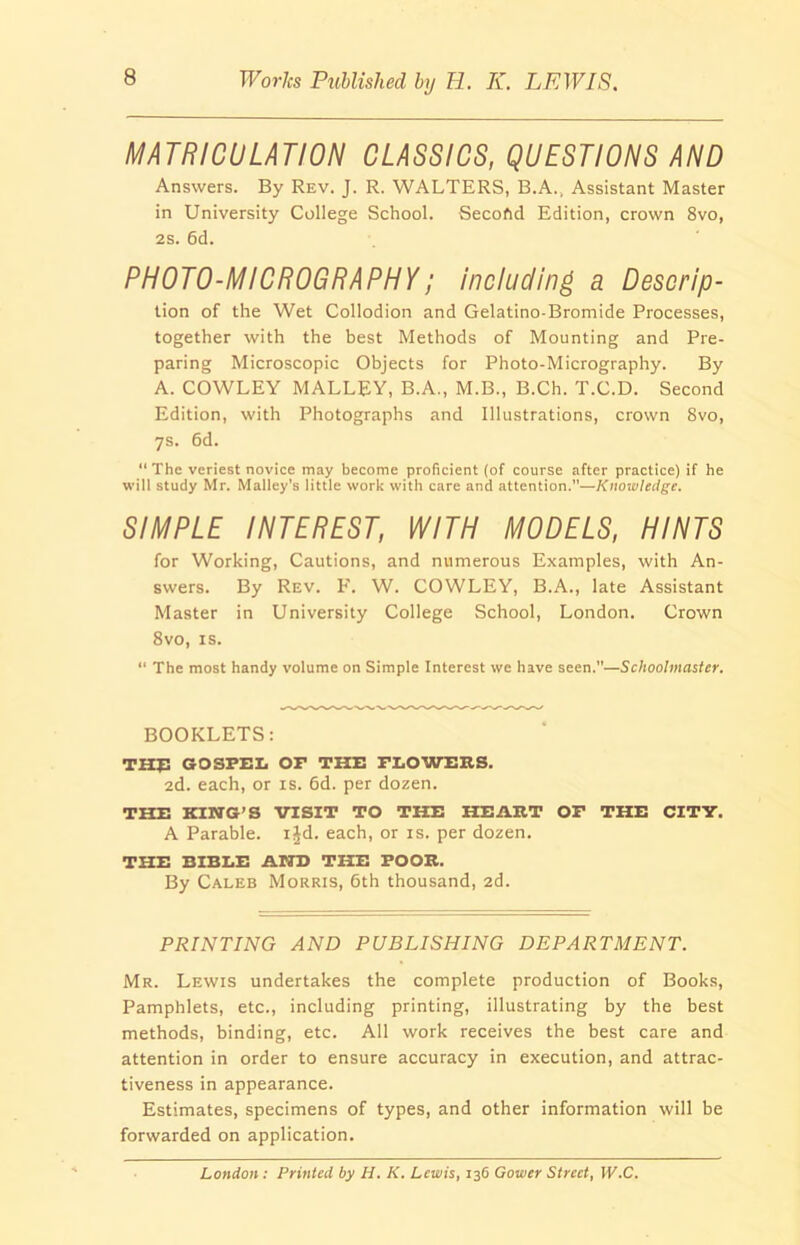 8 Works Published by H. K. LEWIS.
MATRICULATION CLASSICS, QUESTIONS AND
Answers. By Rev. J. R. WALTERS, B.A., Assistant Master
in University College School. Second Edition, crown 8vo,
2s. 6d.
PHOTO-MICROGRAPHY; including a Descrip-
tion of the Wet Collodion and Gelatino-Bromide Processes,
together with the best Methods of Mounting and Pre-
paring Microscopic Objects for Photo-Micrography. By
A. COWLEY MALLEY, B.A., M.B., B.Ch. T.C.D. Second
Edition, with Photographs and Illustrations, crown 8vo,
7s. 6d.
“ The veriest novice may become proficient (of course after practice) if he
will study Mr. Malley's little work with care and attention.”—Knowledge.
SIMPLE INTEREST, WITH MODELS, HINTS
for Working, Cautions, and numerous Examples, with An-
swers. By Rev. F. W. COWLEY, B.A., late Assistant
Master in University College School, London. Crown
8vo, 1s.
“ The most handy volume on Simple Interest we have seen.”—Schoolmaster.
BOOKLETS:
THE GOSPEL OF THE FLOWERS.
2d. each, or 1s. 6d. per dozen.
THE KING'S VISIT TO THE HEART OF THE CITY.
A Parable. 1½d. each, or 1s. per dozen.
THE BIBLE AND THE POOR.
By Caleb Morris, 6th thousand, 2d.
PRINTING AND PUBLISHING DEPARTMENT.
Mr. Lewis undertakes the complete production of Books,
Pamphlets, etc., including printing, illustrating by the best
methods, binding, etc. All work receives the best care and
attention in order to ensure accuracy in execution, and attrac-
tiveness in appearance.
Estimates, specimens of types, and other information will be
forwarded on application.
London : Printed by H. K. Lewis, 136 Gower Street, W.C.